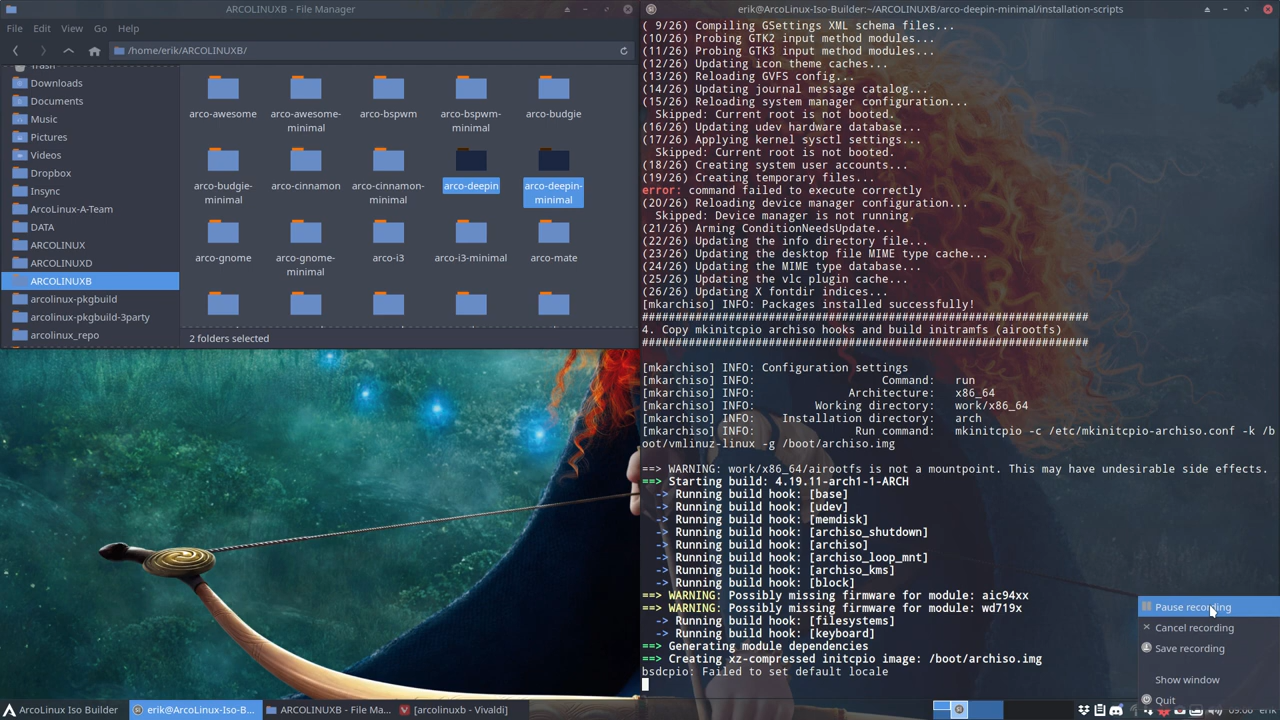 ARCOLINUXB - File Manager
File Edit View Go Help
/home/erik/ARCOLINUXB/
Trash
Downloads
Documents
Music
Pictures
Videos
Dropbox
Insync
ArcoLinux-A-Team
DATA
ARCOLINUX
ARCOLINUXD
ARCOLINUXB
arcolinux-pkgbuild
arcolinux-pkgbuild-3party
arcolinux_repo
arco-awesome
arco-awesome-minimal
arco-bspwm
arco-bspwm-minimal
arco-budgie
arco-budgie-minimal
arco-cinnamon
arco-cinnamon-minimal
arco-deepin
arco-deepin-minimal
arco-gnome
arco-gnome-minimal
arco-i3
arco-i3-minimal
arco-mate
2 folders selected
erik@ArcoLinux-Iso-Builder:~/ARCOLINUXB/arco-deepin-minimal/installation-scripts
( 9/26) Compiling GSettings XML schema files...
(10/26) Probing GTK2 input method modules...
(11/26) Probing GTK3 input method modules...
(12/26) Updating icon theme caches...
(13/26) Reloading GVFS config...
(14/26) Updating journal message catalog...
(15/26) Reloading system manager configuration...
Skipped: Current root is not booted.
(16/26) Updating udev hardware database...
(17/26) Applying kernel sysctl settings...
Skipped: Current root is not booted.
(18/26) Creating system user accounts...
(19/26) Creating temporary files...
error: command failed to execute correctly
(20/26) Reloading device manager configuration...
Skipped: Device manager is not running.
(21/26) Arming ConditionNeedsUpdate...
(22/26) Updating the info directory file...
(23/26) Updating the desktop file MIME type cache...
(24/26) Updating the MIME type database...
(25/26) Updating the vlc plugin cache...
(26/26) Updating X fontdir indices...
[mkarchiso] INFO: Packages installed successfully!
##################################################################
4. Copy mkinitcpio archiso hooks and build initramfs (airootfs)
##################################################################
[mkarchiso] INFO: Configuration settings
[mkarchiso] INFO: Command: run
[mkarchiso] INFO: Architecture: x86_64
[mkarchiso] INFO: Working directory: work/x86_64
[mkarchiso] INFO: Installation directory: arch
[mkarchiso] INFO: Run command: mkinitcpio -c /etc/mkinitcpio-archiso.conf -k /b
oot/vmlinuz-linux -g /boot/archiso.img
==> WARNING: work/x86_64/airootfs is not a mountpoint. This may have undesirable side effects.
==> Starting build: 4.19.11-arch1-1-ARCH
-> Running build hook: [base]
-> Running build hook: [udev]
-> Running build hook: [memdisk]
-> Running build hook: [archiso_shutdown]
-> Running build hook: [archiso]
-> Running build hook: [archiso_loop_mnt]
-> Running build hook: [archiso_kms]
-> Running build hook: [block]
==> WARNING: Possibly missing firmware for module: aic94xx
==> WARNING: Possibly missing firmware for module: wd719x
-> Running build hook: [filesystems]
-> Running build hook: [keyboard]
==> Generating module dependencies
==> Creating xz-compressed initcpio image: /boot/archiso.img
bsdcpio: Failed to set default locale
Pause recording
Cancel recording
Save recording
Show window
Quit
ArcoLinux Iso Builder
erik@ArcoLinux-Iso-B...
ARCOLINUXB - File Ma...
[arcolinuxb - Vivaldi]
erik